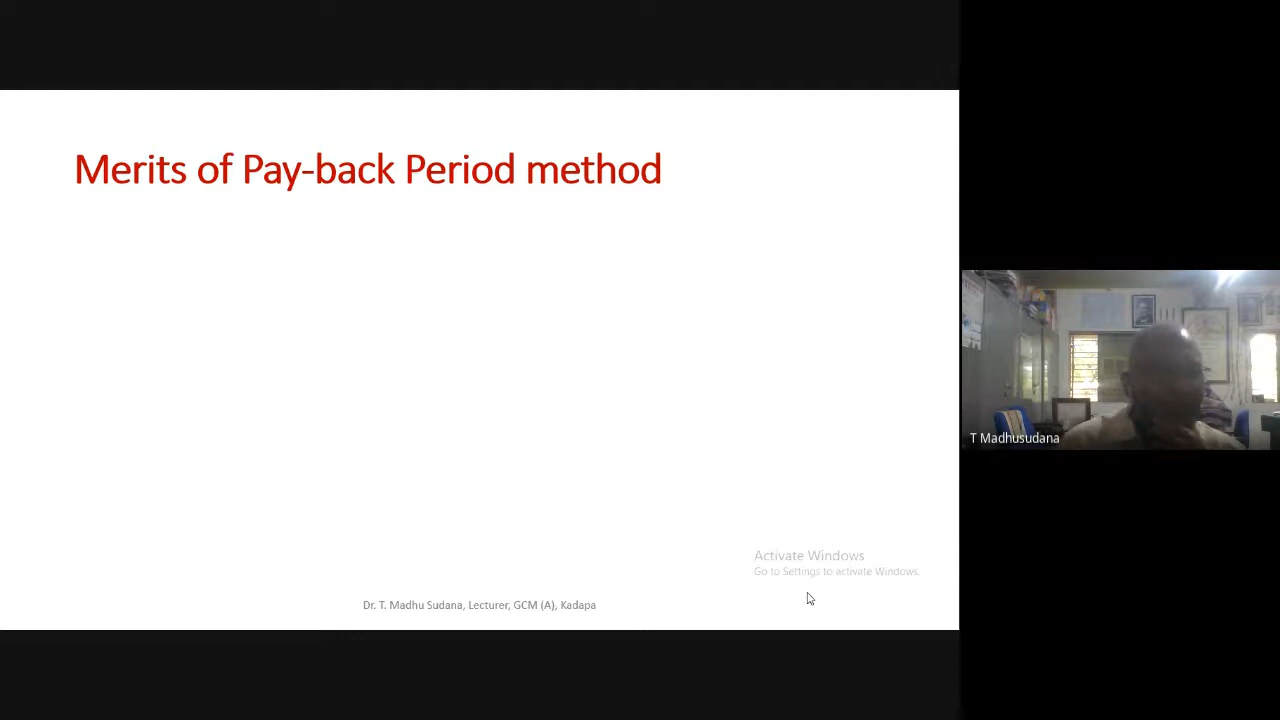 Merits of Pay-back Period method
T Madhusudana
Activate Windows
Go to Settings to activate Windows.
Dr. T. Madhu Sudana, Lecturer, GCM (A), Kadapa